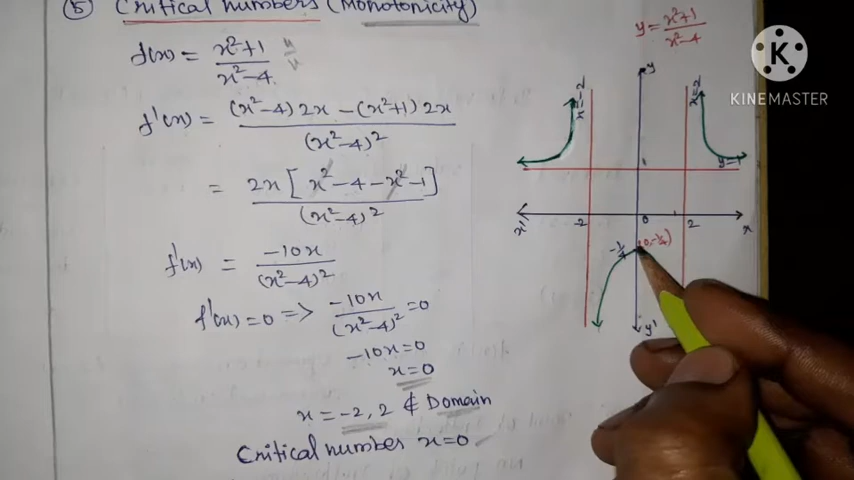 ⑤ Critical numbers (Monotonicity)
f(x) = x²+1 / x²-4 u/v
f'(x) = (x²-4) 2x - (x²+1) 2x / (x²-4)²
= 2x [x² - 4 - x² - 1] / (x²-4)²
f'(x) = -10x / (x²-4)²
f'(x) = 0 => -10x / (x²-4)² = 0
-10x = 0
x = 0
x = -2, 2 ∉ Domain
Critical number x = 0
y = x²+1 / x²-4
K
KINEMASTER
y
x=-2
x=2
1
y=1
-2
0
2
x'
x
-1/4
(0,-1/4)
y'